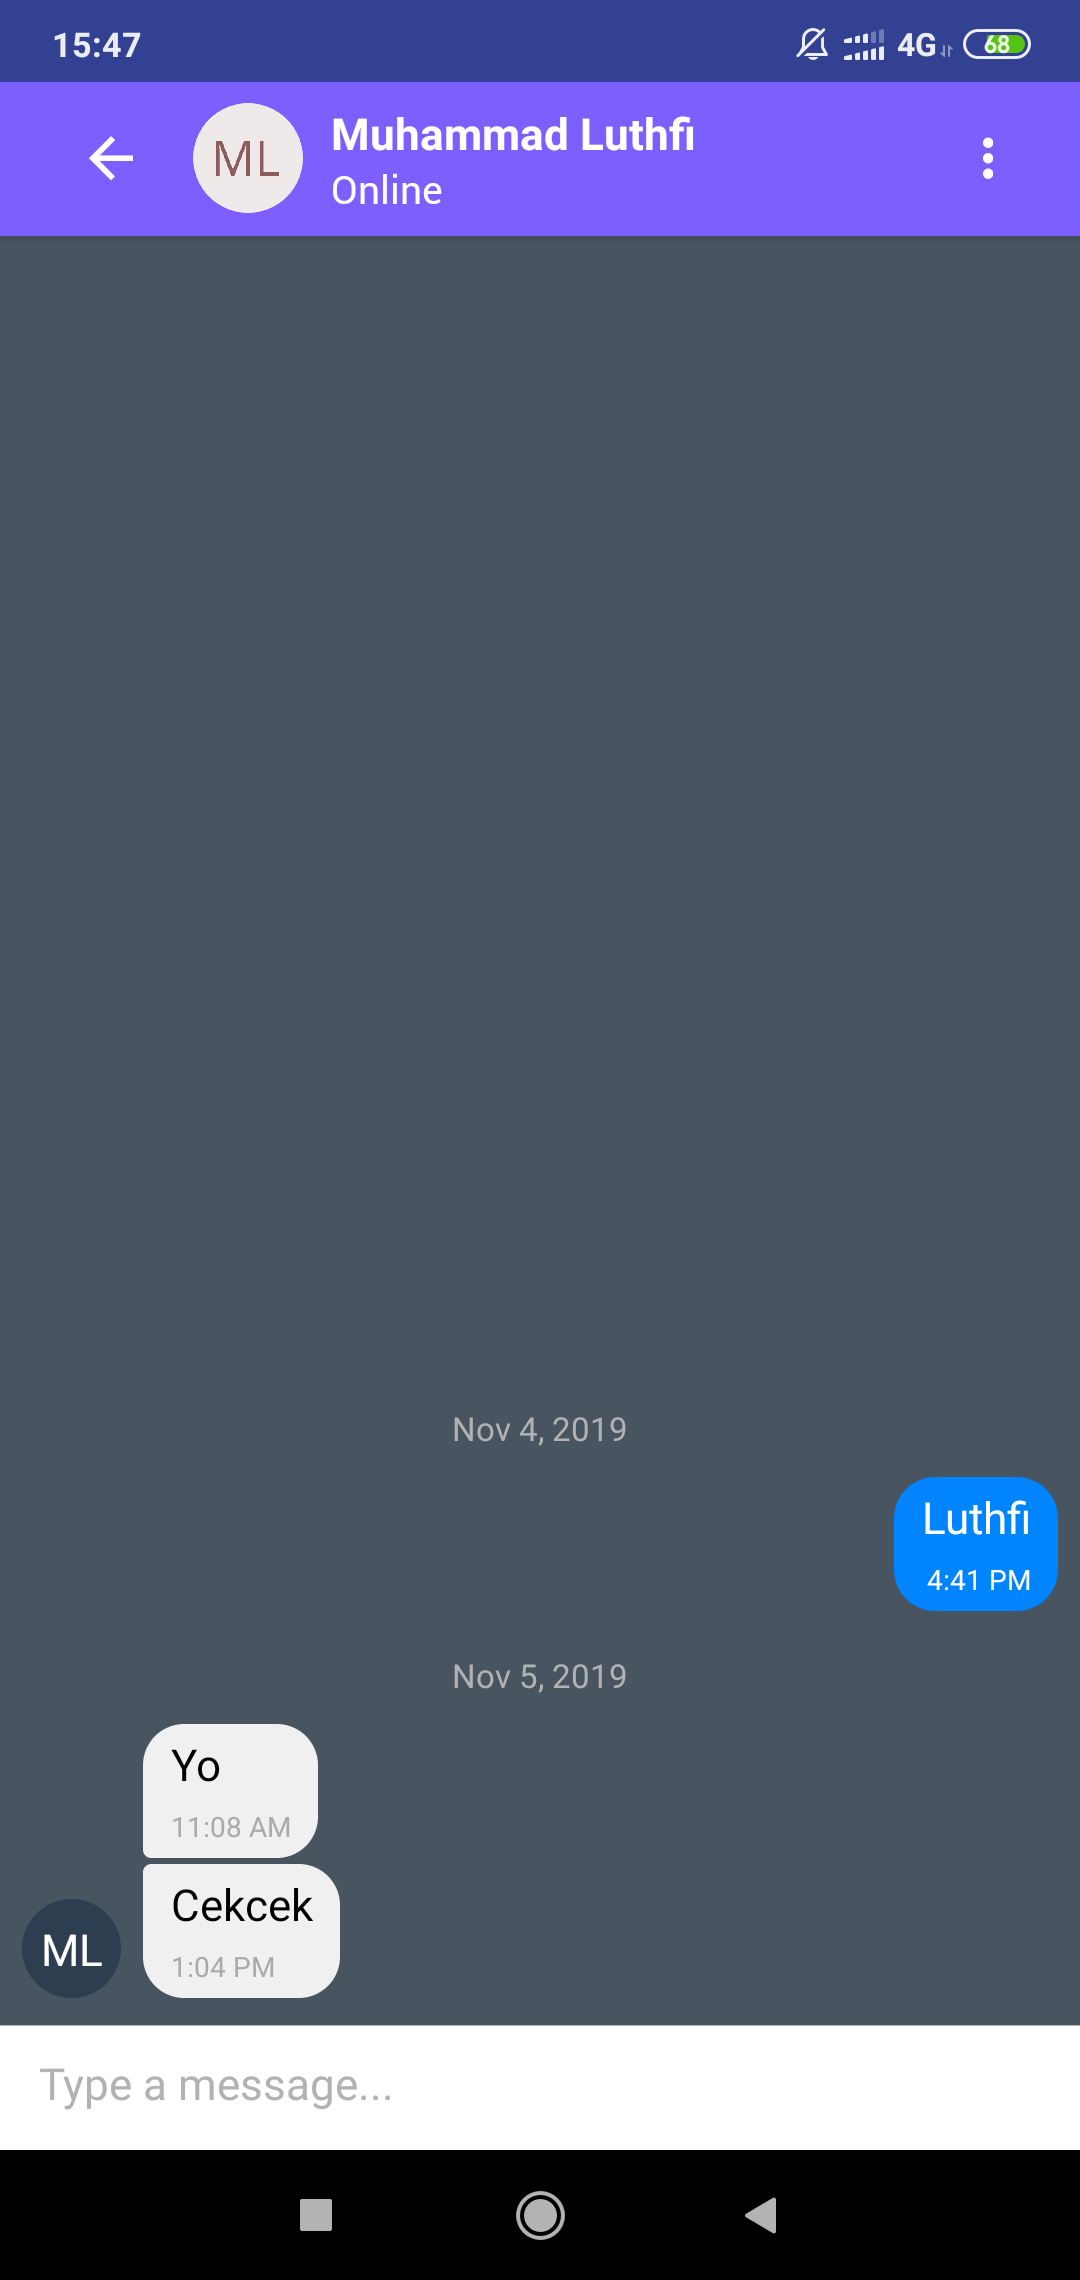 15:47
4G
68
ML
Muhammad Luthfi
Online
Nov 4, 2019
Luthfi
4:41 PM
Nov 5, 2019
Yo
11:08 AM
Cekcek
1:04 PM
ML
Type a message...